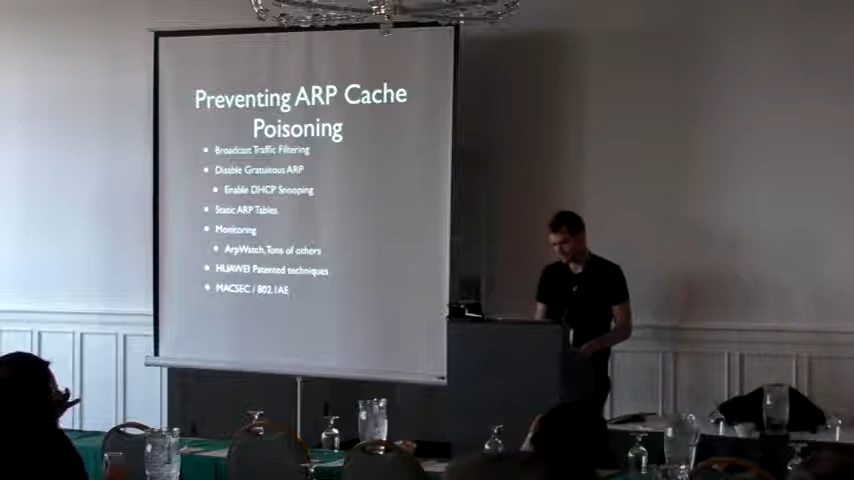 Preventing ARP Cache
Poisoning
Broadcast Traffic Filtering
Disable Gratuitous ARP
Enable DHCP Snooping
Static ARP Tables
Monitoring
ArpWatch, Tons of others
HUAWEI Patented techniques
MACSEC / 802.1AE